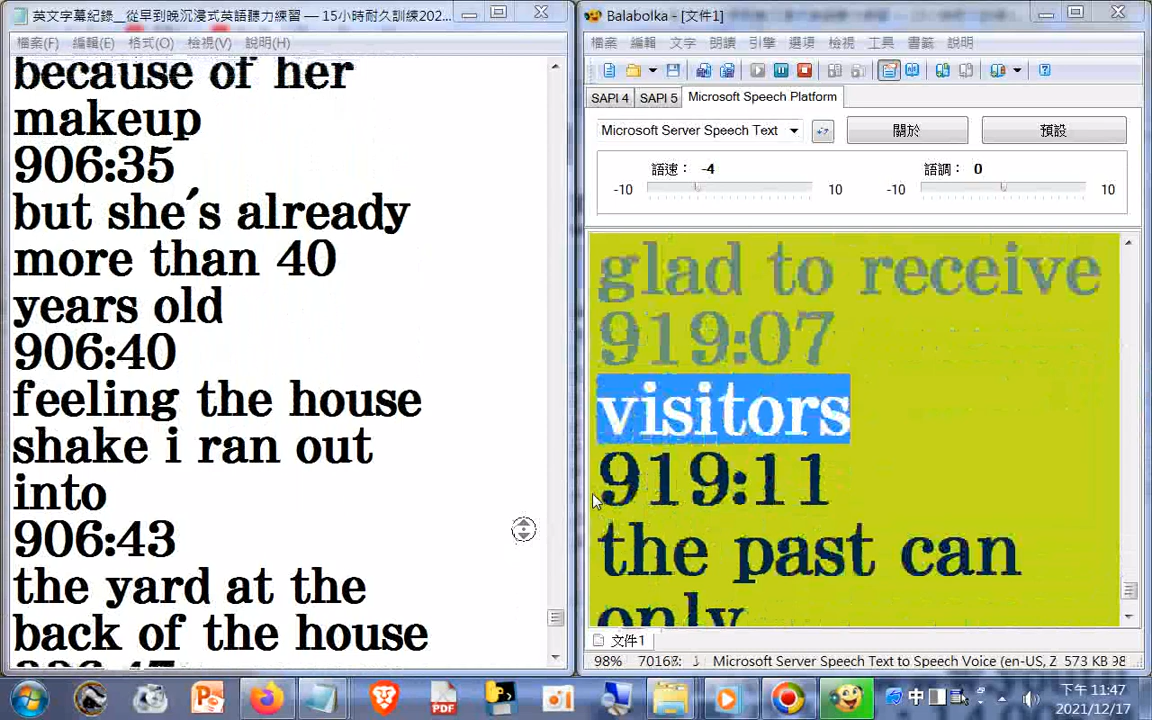 英文字幕紀錄__從早到晚沉浸式英語聽力練習 — 15小時耐久訓練202...
檔案(F) 編輯(E) 格式(O) 檢視(V) 說明(H)
because of her
makeup
906:35
but she's already
more than 40
years old
906:40
feeling the house
shake i ran out
into
906:43
the yard at the
back of the house
Balabolka - [文件1]
檔案 編輯 文字 朗讀 引擎 選項 檢視 工具 書籤 說明
SAPI 4 SAPI 5 Microsoft Speech Platform
Microsoft Server Speech Text 關於 預設
語速： -4 語調： 0
-10 10 -10 10
glad to receive
919:07
visitors
919:11
the past can
only
文件1
98% Microsoft Server Speech Text to Speech Voice (en-US, Z 573 KB 98
中
PDF
下午 11:47
2021/12/17